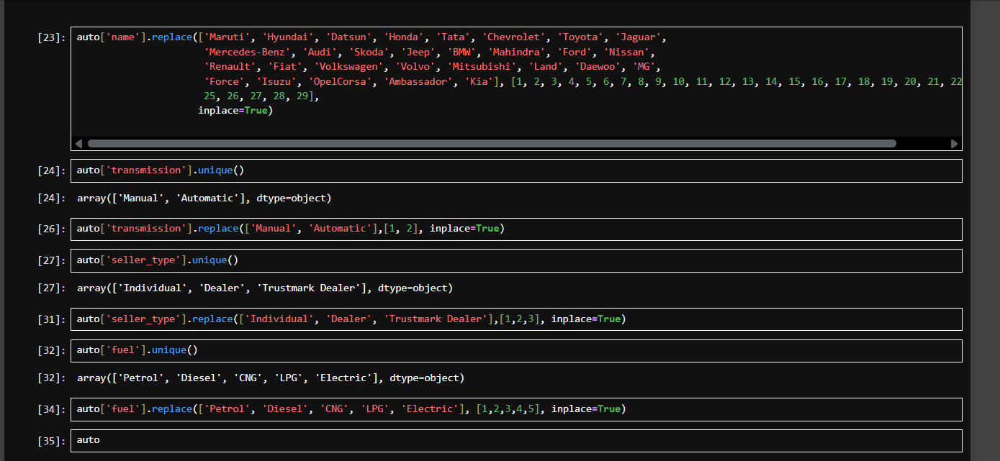 [23]: auto['name'].replace(['Maruti', 'Hyundai', 'Datsun', 'Honda', 'Tata', 'Chevrolet', 'Toyota', 'Jaguar',
'Mercedes-Benz', 'Audi', 'Skoda', 'Jeep', 'BMW', 'Mahindra', 'Ford', 'Nissan',
'Renault', 'Fiat', 'Volkswagen', 'Volvo', 'Mitsubishi', 'Land', 'Daewoo', 'MG',
'Force', 'Isuzu', 'OpelCorsa', 'Ambassador', 'Kia'], [1, 2, 3, 4, 5, 6, 7, 8, 9, 10, 11, 12, 13, 14, 15, 16, 17, 18, 19, 20, 21, 22
25, 26, 27, 28, 29],
inplace=True)
[24]: auto['transmission'].unique()
[24]: array(['Manual', 'Automatic'], dtype=object)
[26]: auto['transmission'].replace(['Manual', 'Automatic'],[1, 2], inplace=True)
[27]: auto['seller_type'].unique()
[27]: array(['Individual', 'Dealer', 'Trustmark Dealer'], dtype=object)
[31]: auto['seller_type'].replace(['Individual', 'Dealer', 'Trustmark Dealer'],[1,2,3], inplace=True)
[32]: auto['fuel'].unique()
[32]: array(['Petrol', 'Diesel', 'CNG', 'LPG', 'Electric'], dtype=object)
[34]: auto['fuel'].replace(['Petrol', 'Diesel', 'CNG', 'LPG', 'Electric'], [1,2,3,4,5], inplace=True)
[35]: auto